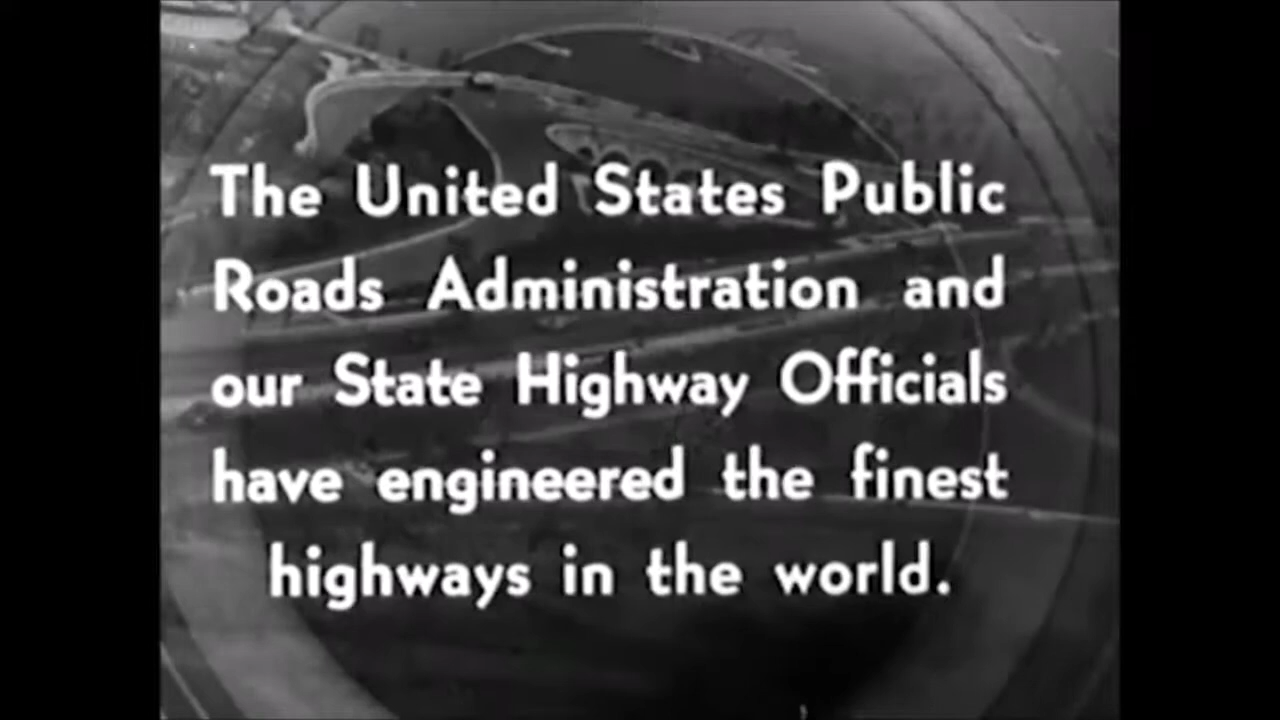 The United States Public
Roads Administration and
our State Highway Officials
have engineered the finest
highways in the world.